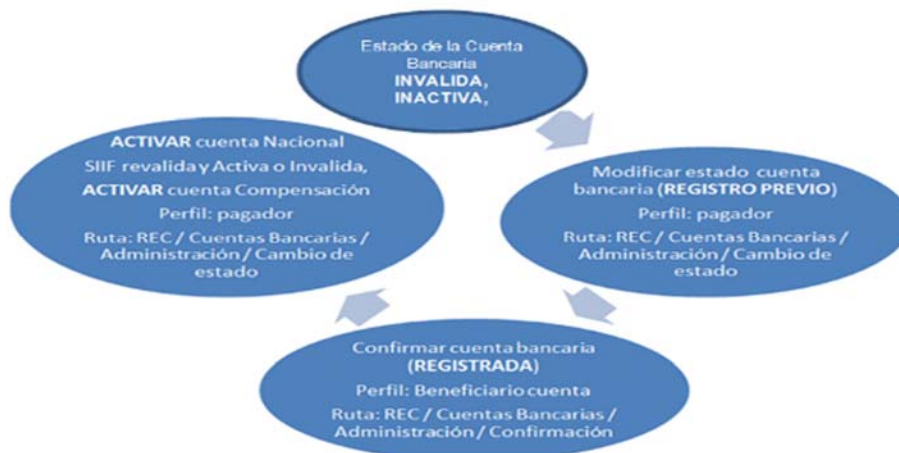 Estado de la Cuenta
Bancaria
INVALIDA,
INACTIVA,
Modificar estado cuenta
bancaria (REGISTRO PREVIO)
Perfil: pagador
Ruta: REC / Cuentas Bancarias /
Administración / Cambio de
estado
Confirmar cuenta bancaria
(REGISTRADA)
Perfil: Beneficiario cuenta
Ruta: REC / Cuentas Bancarias /
Administración / Confirmación
ACTIVAR cuenta Nacional
SIIF revalida y Activa o Invalida,
ACTIVAR cuenta Compensación
Perfil: pagador
Ruta: REC / Cuentas Bancarias /
Administración / Cambio de
estado